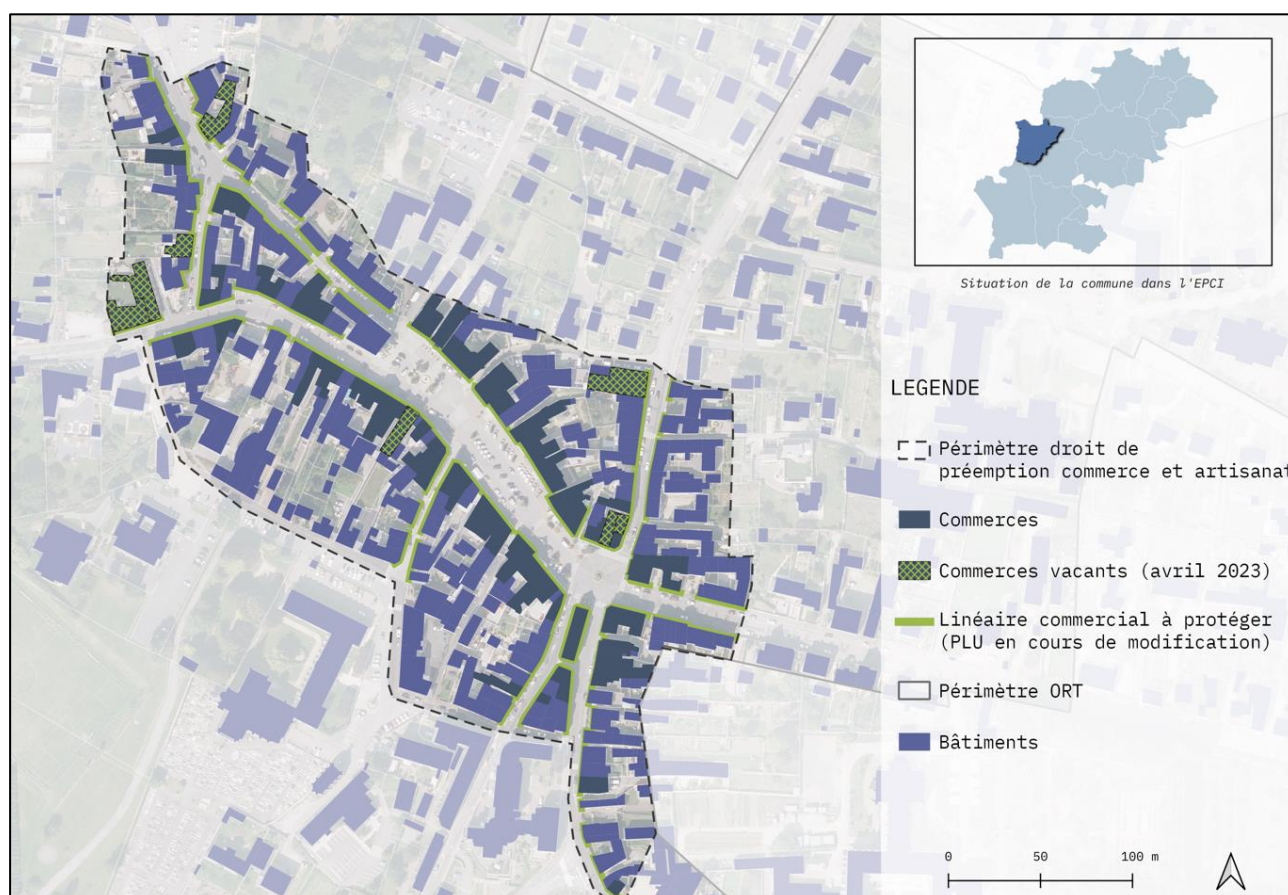 Situation de la commune dans l'EPCI
LEGENDE
Périmètre droit de
préemption commerce et artisanat
Commerces
Commerces vacants (avril 2023)
Linéaire commercial à protéger
(PLU en cours de modification)
Périmètre ORT
Bâtiments
0 50 100 m